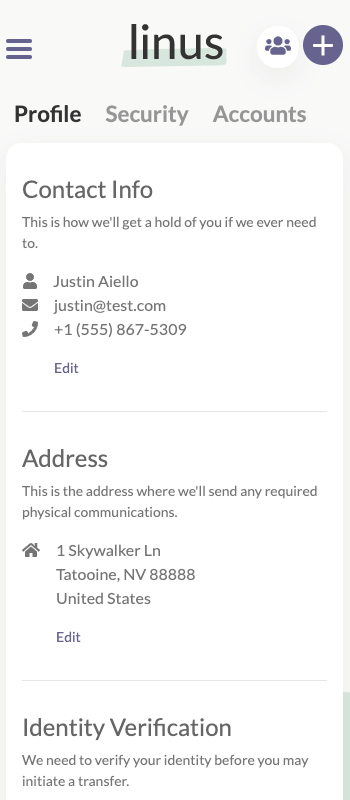 linus
Profile Security Accounts
Contact Info
This is how we'll get a hold of you if we ever need
to.
Justin Aiello
justin@test.com
+1 (555) 867-5309
Edit
Address
This is the address where we'll send any required
physical communications.
1 Skywalker Ln
Tatooine, NV 88888
United States
Edit
Identity Verification
We need to verify your identity before you may
initiate a transfer.